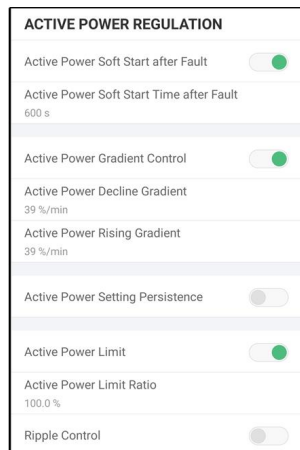 ACTIVE POWER REGULATION
Active Power Soft Start after Fault
Active Power Soft Start Time after Fault
600 s
Active Power Gradient Control
Active Power Decline Gradient
39 %/min
Active Power Rising Gradient
39 %/min
Active Power Setting Persistence
Active Power Limit
Active Power Limit Ratio
100.0 %
Ripple Control